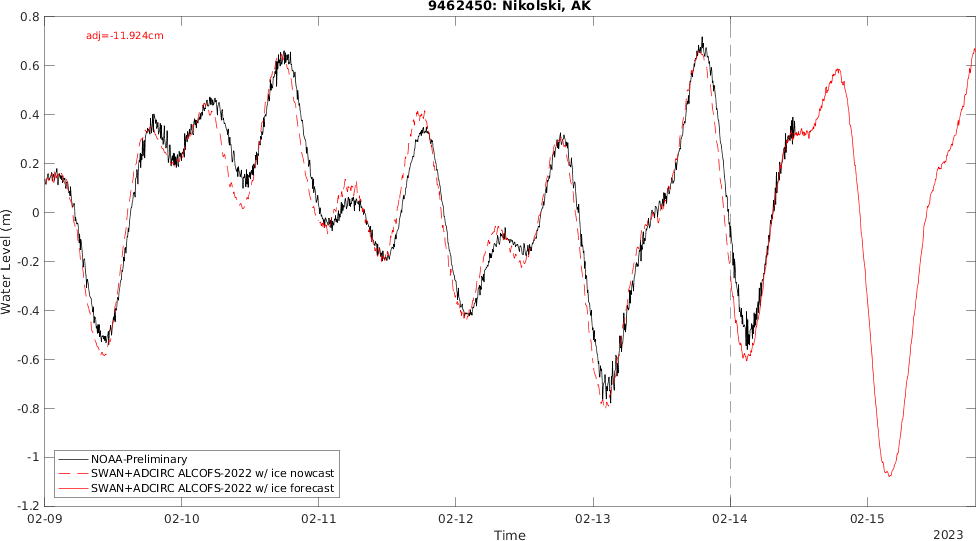 9462450: Nikolski, AK
adj=-11.924cm
0.8
0.6
0.4
0.2
0
-0.2
-0.4
-0.6
-0.8
-1
-1.2
Water Level (m)
NOAA-Preliminary
SWAN+ADCIRC ALCOFS-2022 w/ ice nowcast
SWAN+ADCIRC ALCOFS-2022 w/ ice forecast
02-09 02-10 02-11 02-12 02-13 02-14 02-15
Time
2023